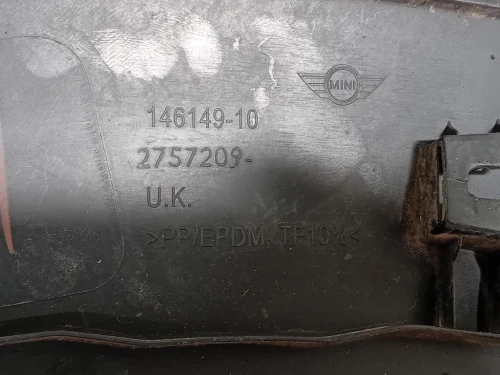 MINI
146149-10
2757209-
U.K.
>PP/EPDM TF10%<